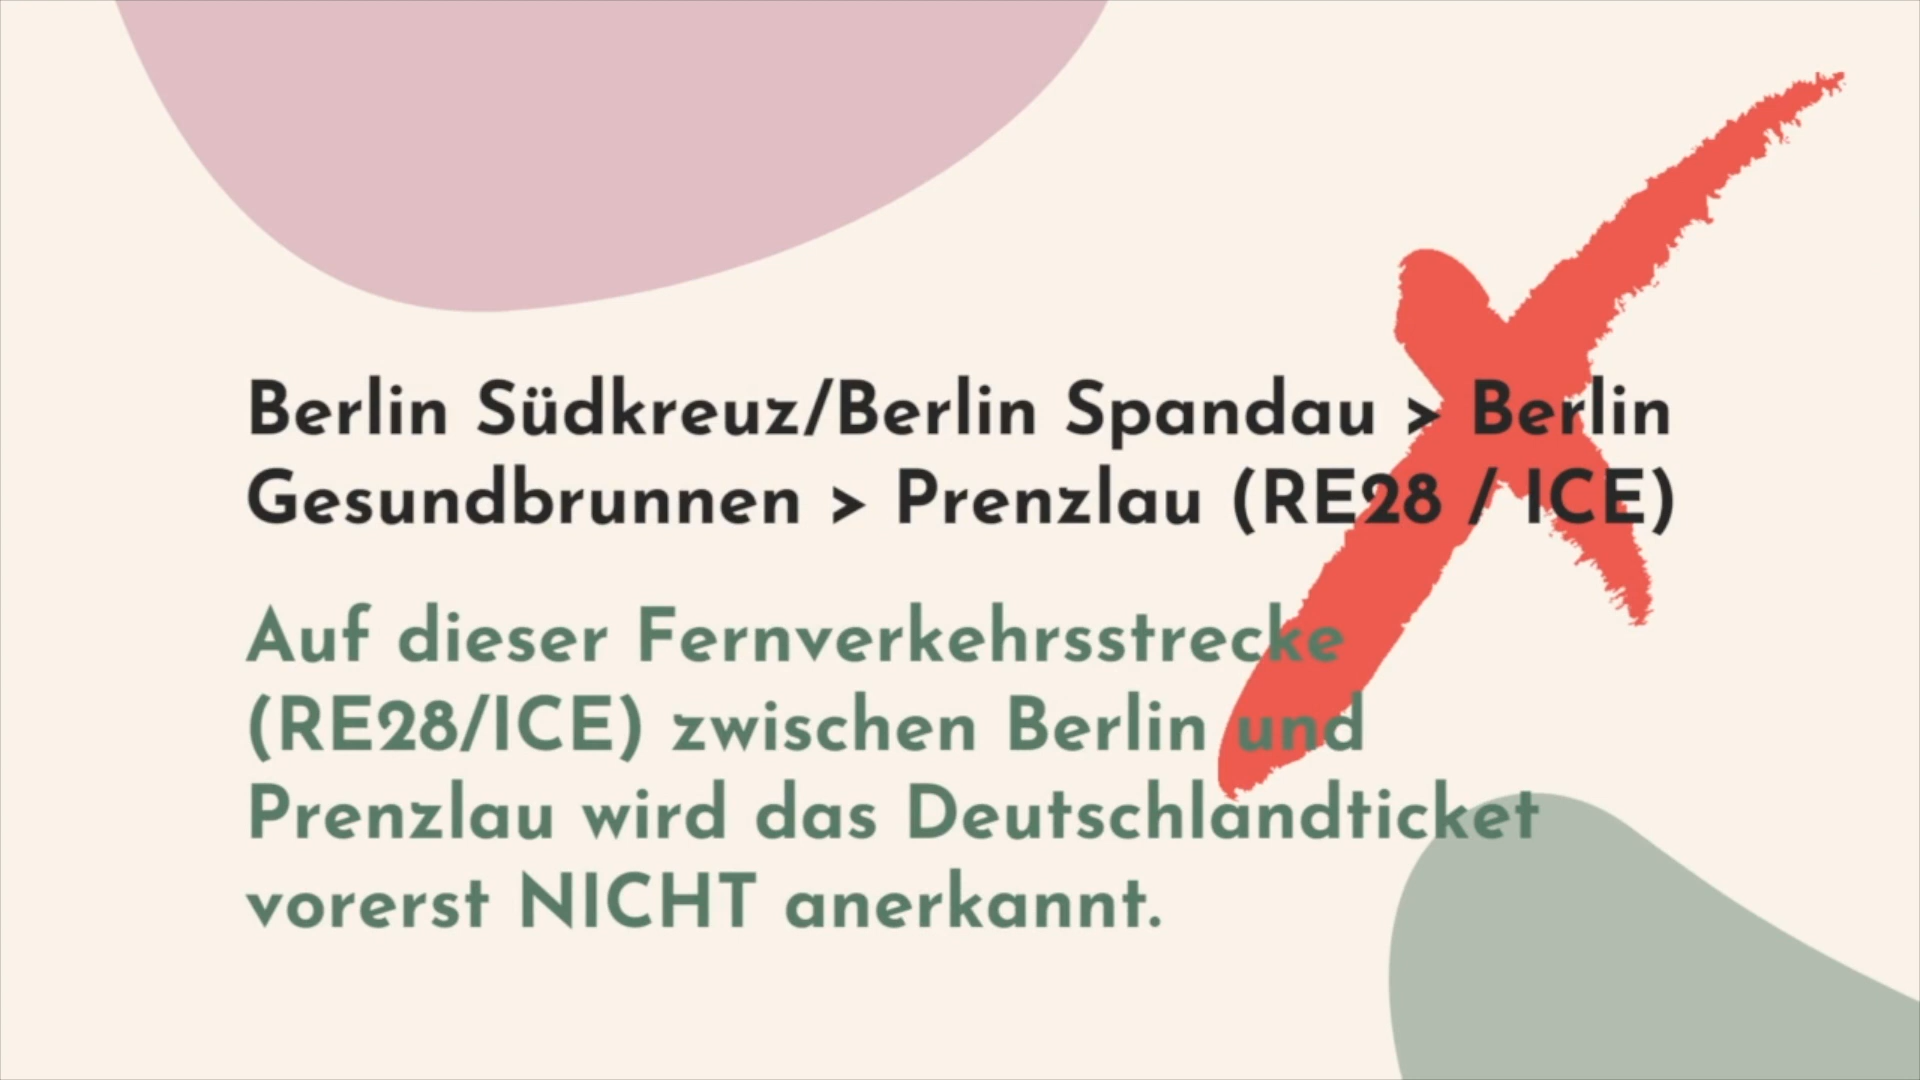 Berlin Südkreuz/Berlin Spandau > Berlin
Gesundbrunnen > Prenzlau (RE28 / ICE)
Auf dieser Fernverkehrsstrecke
(RE28/ICE) zwischen Berlin und
Prenzlau wird das Deutschlandticket
vorerst NICHT anerkannt.